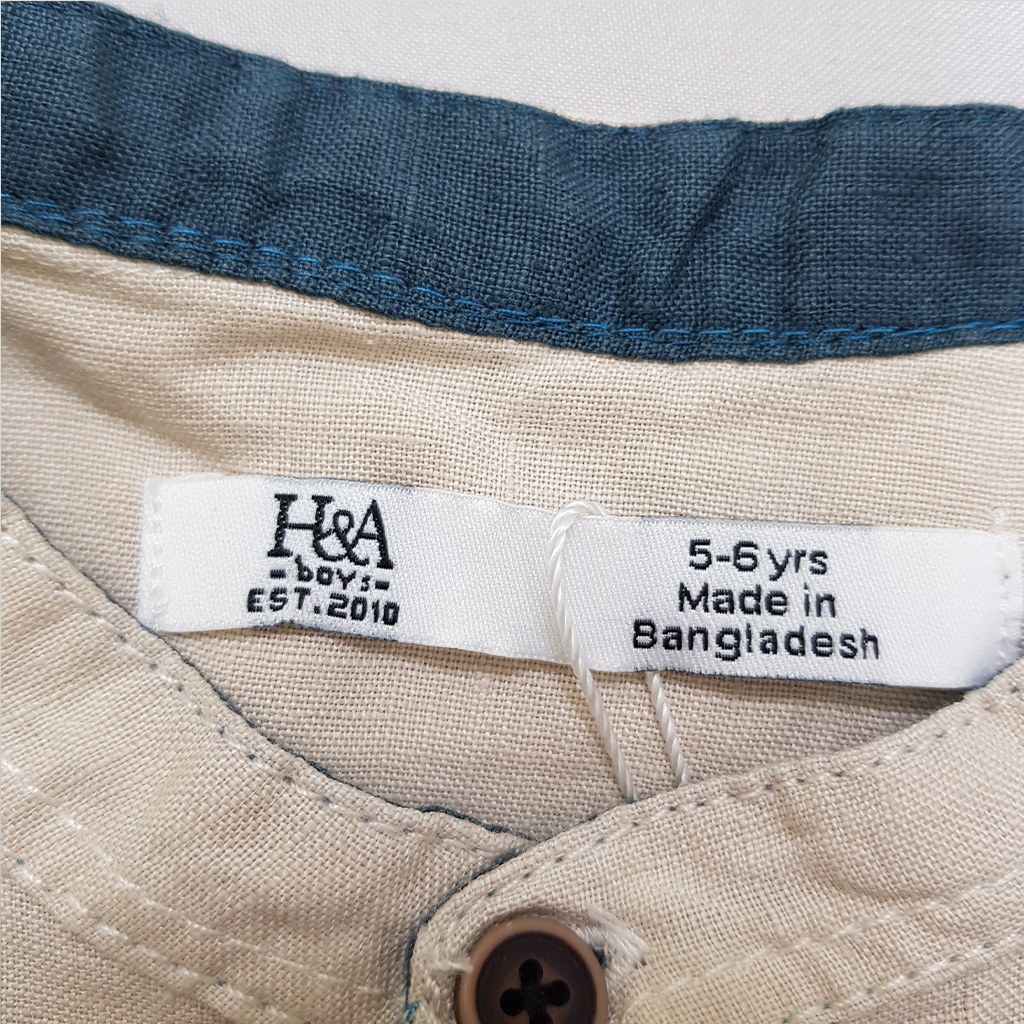 H&A
-boys-
EST.2010
5-6 yrs
Made in
Bangladesh